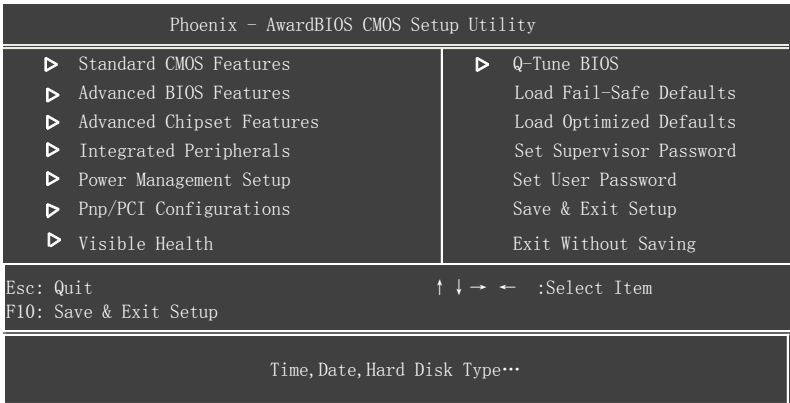 Phoenix - AwardBIOS CMOS Setup Utility
Standard CMOS Features
Advanced BIOS Features
Advanced Chipset Features
Integrated Peripherals
Power Management Setup
Pnp/PCI Configurations
Visible Health
Q-Tune BIOS
Load Fail-Safe Defaults
Load Optimized Defaults
Set Supervisor Password
Set User Password
Save & Exit Setup
Exit Without Saving
Esc: Quit
↑ ↓ → ← :Select Item
F10: Save & Exit Setup
Time,Date,Hard Disk Type…